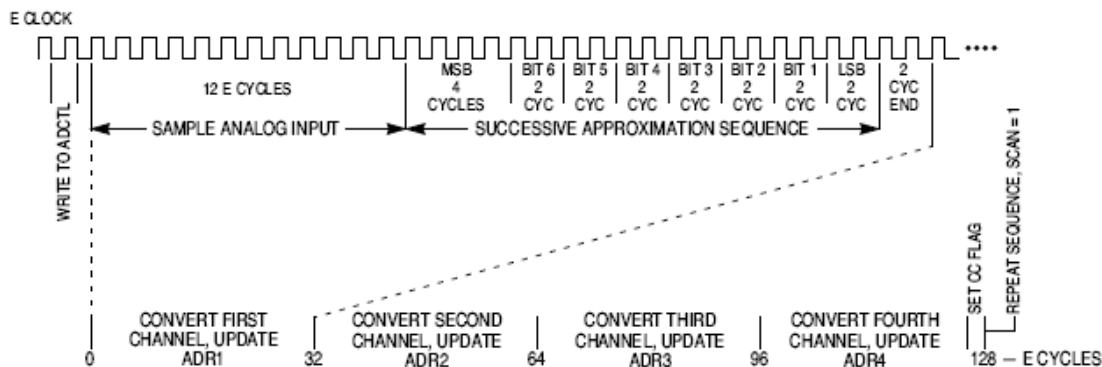 E CLOCK
12 E CYCLES
MSB
4
CYCLES
BIT 6
2
CYC
BIT 5
2
CYC
BIT 4
2
CYC
BIT 3
2
CYC
BIT 2
2
CYC
BIT 1
2
CYC
LSB
2
CYC
2
CYC
END
WRITE TO ADCTL
SAMPLE ANALOG INPUT
SUCCESSIVE APPROXIMATION SEQUENCE
SET CC FLAG
REPEAT SEQUENCE, SCAN = 1
CONVERT FIRST
CHANNEL, UPDATE
ADR1
CONVERT SECOND
CHANNEL, UPDATE
ADR2
CONVERT THIRD
CHANNEL, UPDATE
ADR3
CONVERT FOURTH
CHANNEL, UPDATE
ADR4
0
32
64
96
128 — E CYCLES